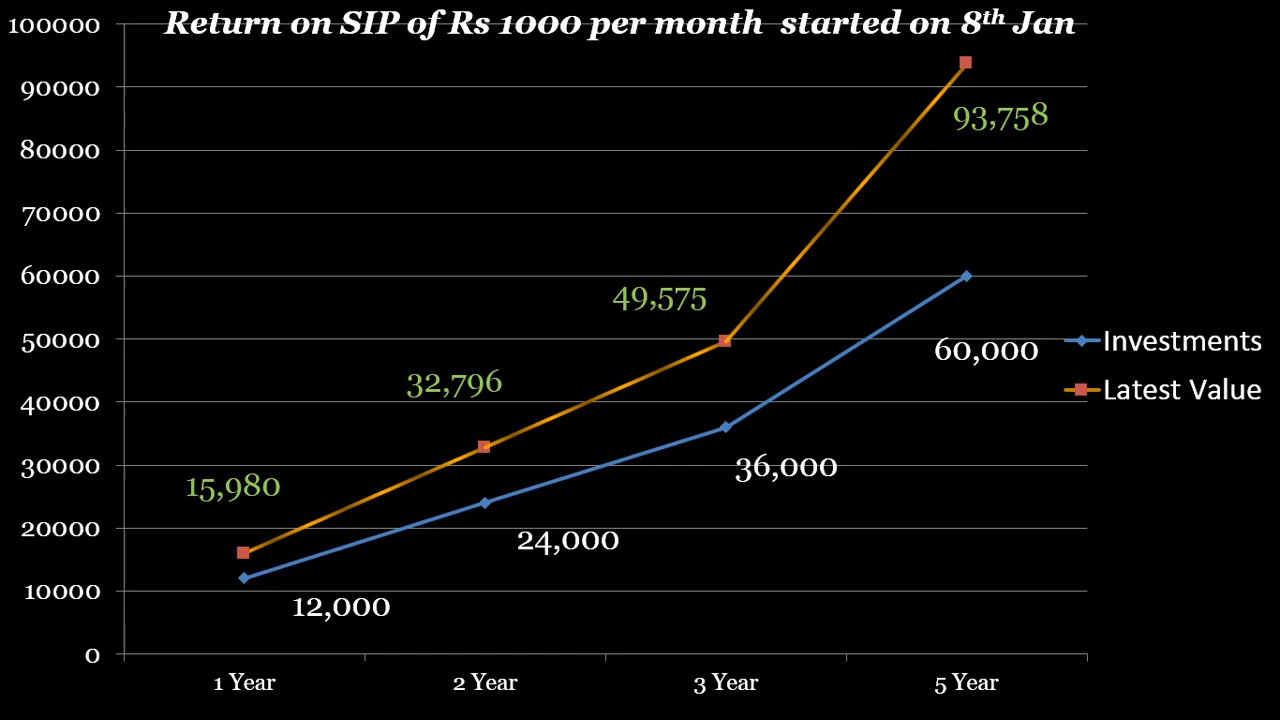 Return on SIP of Rs 1000 per month started on 8th Jan
100000
90000
80000
70000
60000
50000
40000
30000
20000
10000
0
93,758
49,575
32,796
15,980
60,000
36,000
24,000
12,000
Investments
Latest Value
1 Year
2 Year
3 Year
5 Year